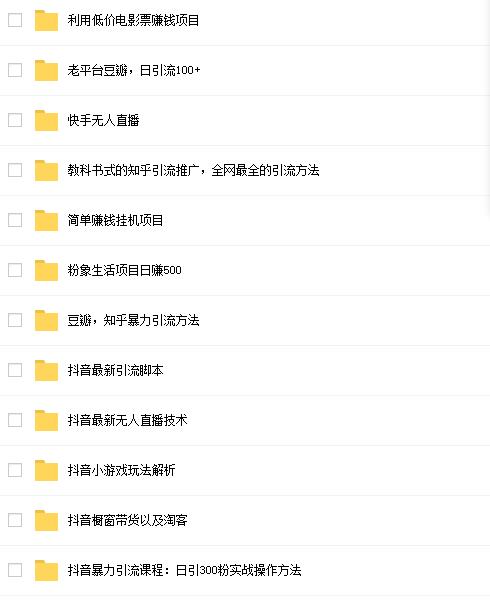 利用低价电影票赚钱项目
老平台豆瓣，日引流100+
快手无人直播
教科书式的知乎引流推广，全网最全的引流方法
简单赚钱挂机项目
粉象生活项目日赚500
豆瓣，知乎暴力引流方法
抖音最新引流脚本
抖音最新无人直播技术
抖音小游戏玩法解析
抖音橱窗带货以及淘客
抖音暴力引流课程：日引300粉实战操作方法